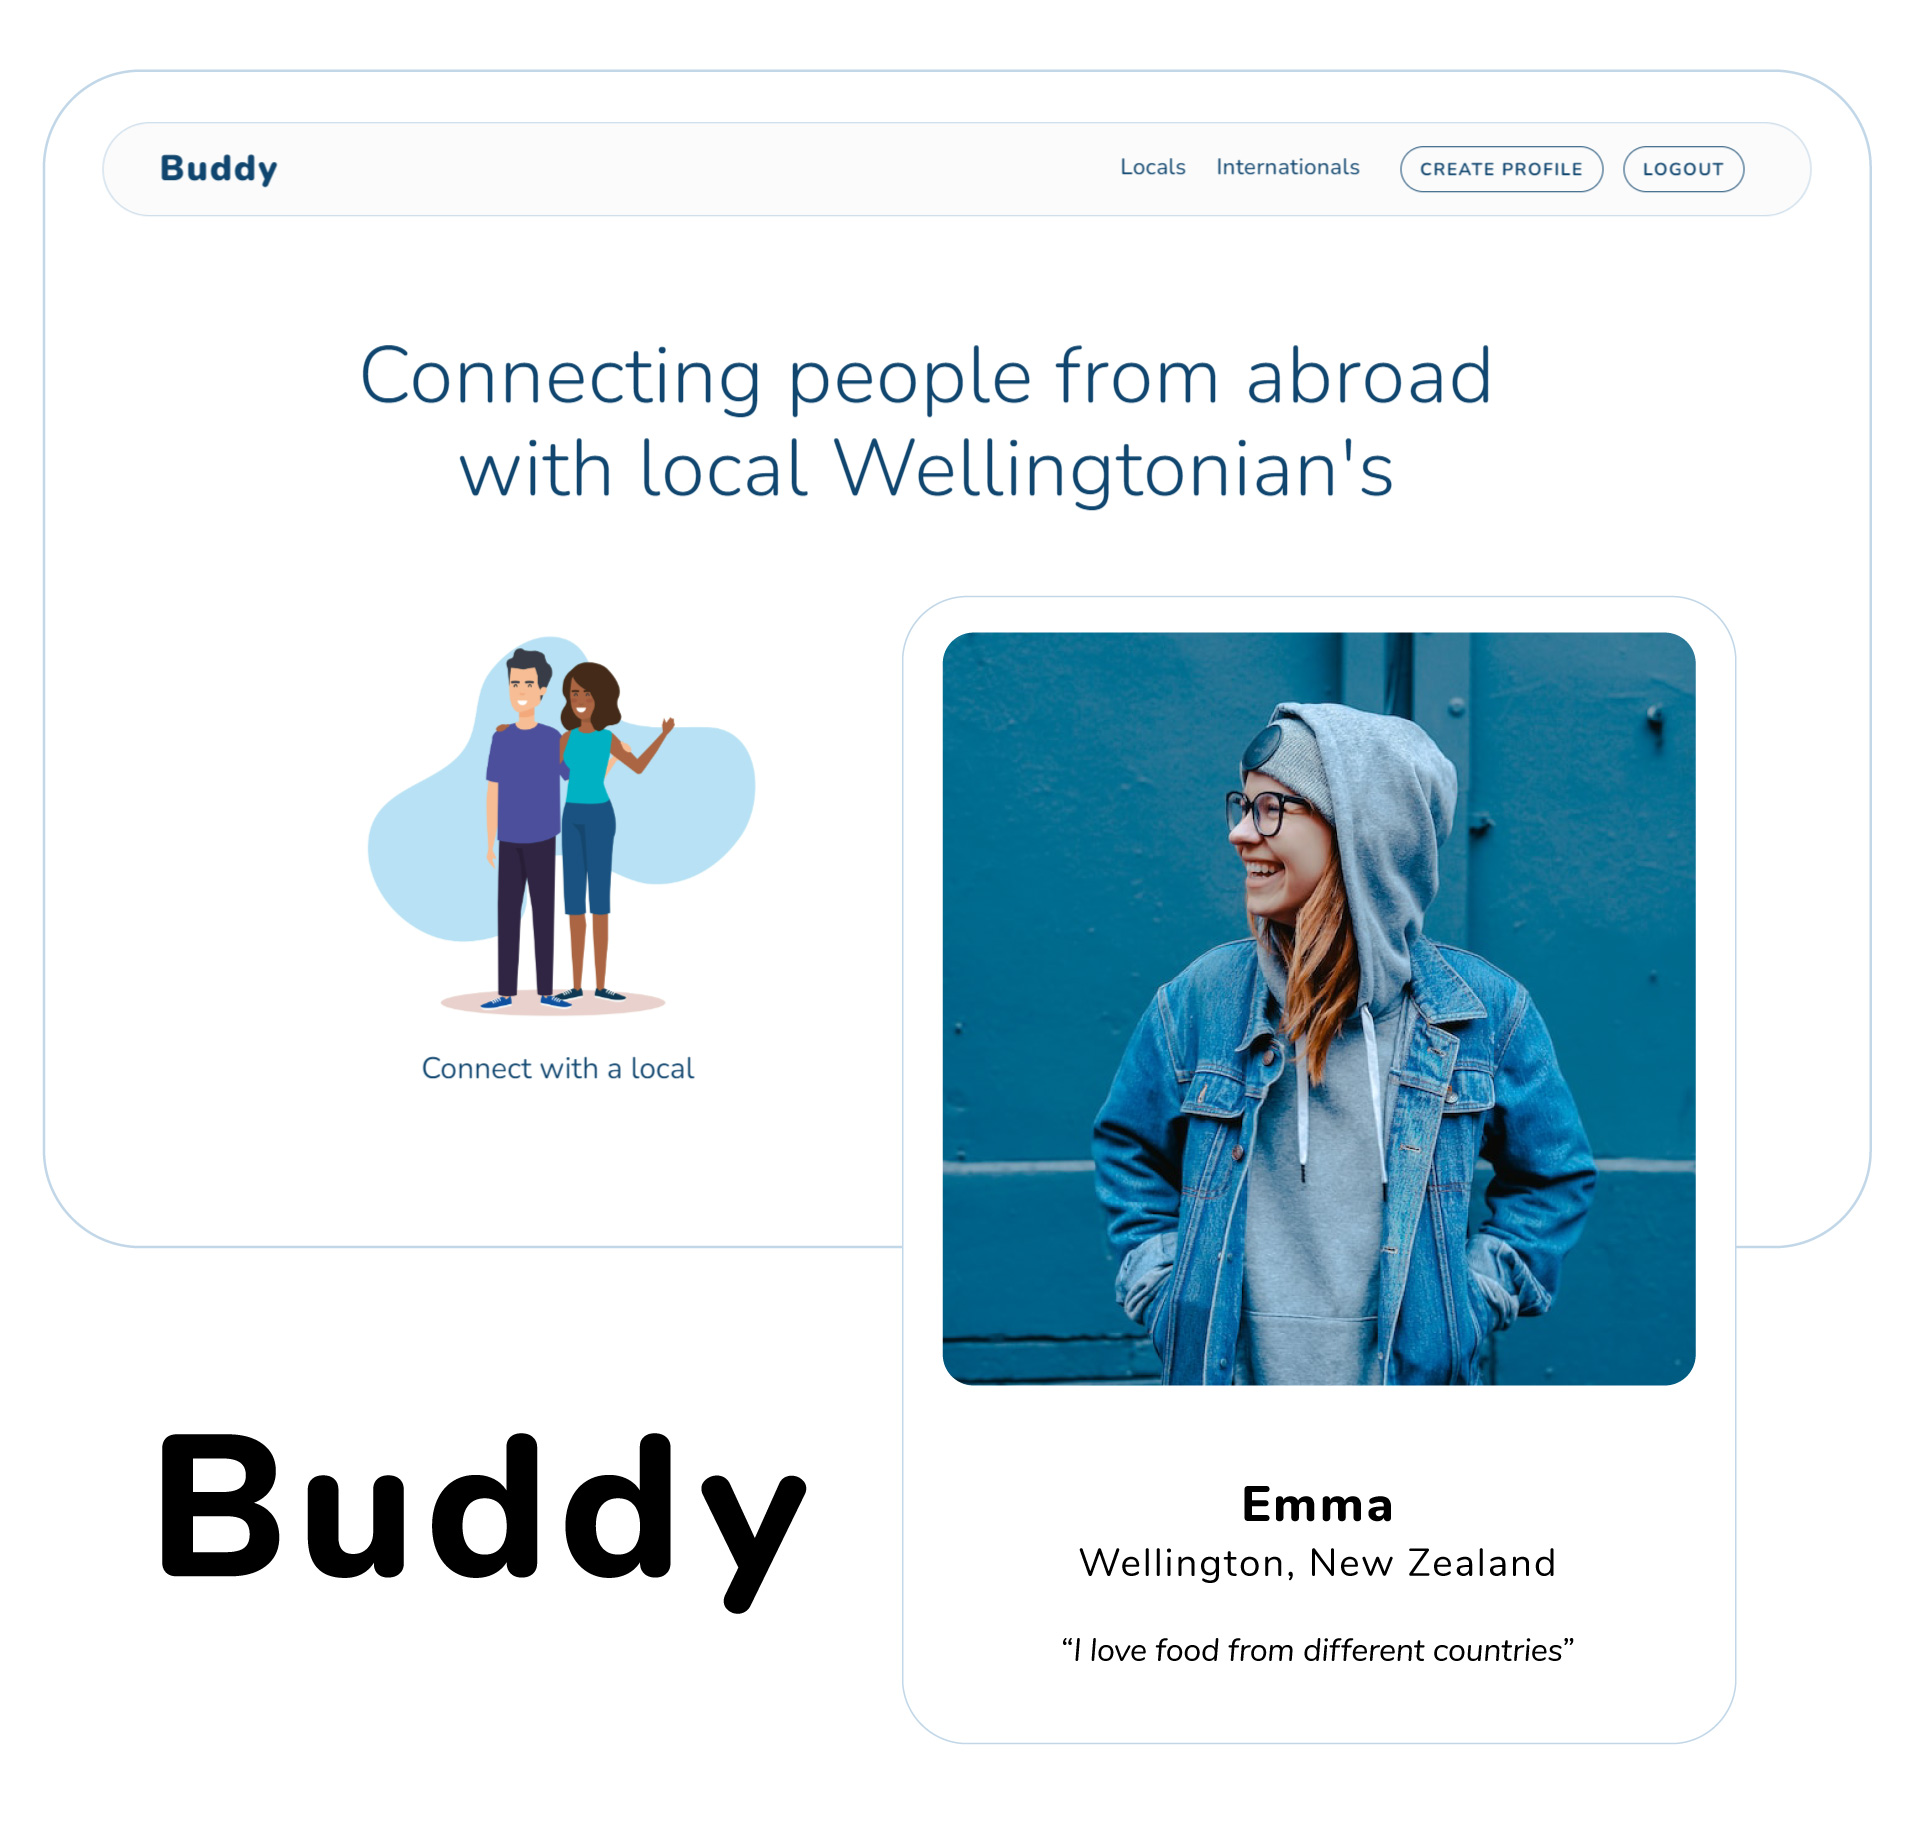 Buddy
Locals
Internationals
CREATE PROFILE
LOGOUT
Connecting people from abroad
with local Wellingtonian's
Connect with a local
Buddy
Emma
Wellington, New Zealand
“I love food from different countries”